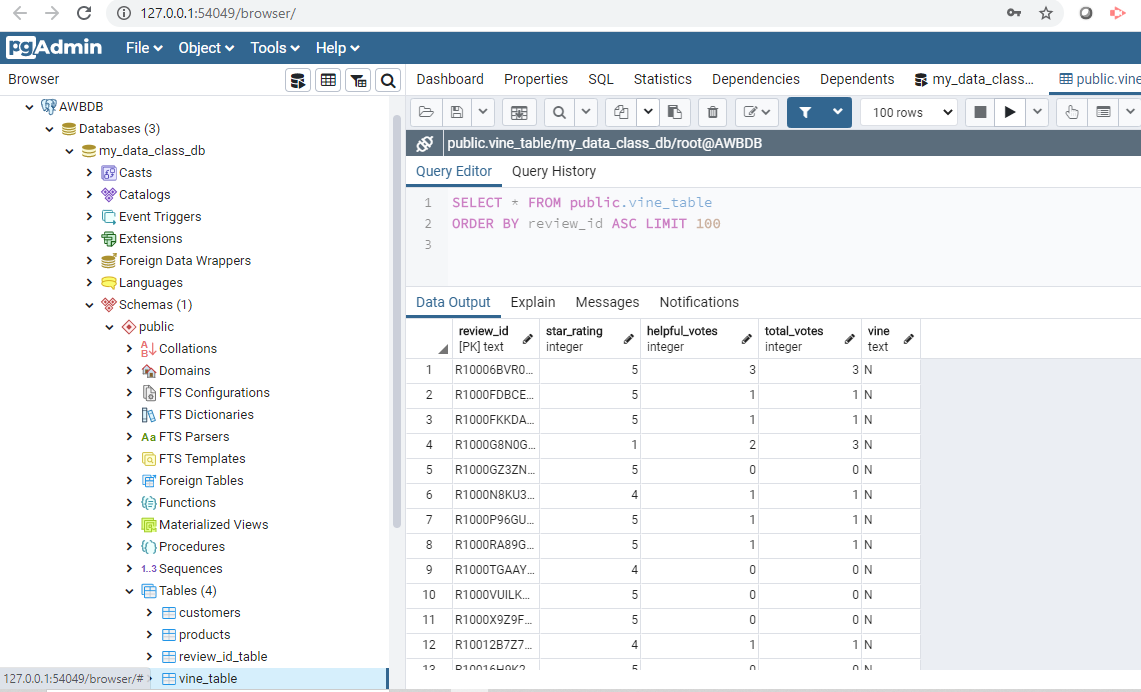 127.0.0.1:54049/browser/
pgAdmin File Object Tools Help
Browser
Dashboard Properties SQL Statistics Dependencies Dependents my_data_class... public.vine
AWBDB
Databases (3)
my_data_class_db
Casts
Catalogs
Event Triggers
Extensions
Foreign Data Wrappers
Languages
Schemas (1)
public
Collations
Domains
FTS Configurations
FTS Dictionaries
Aa FTS Parsers
FTS Templates
Foreign Tables
Functions
Materialized Views
Procedures
1..3 Sequences
Tables (4)
customers
products
review_id_table
vine_table
127.0.0.1:54049/browser/#
100 rows
public.vine_table/my_data_class_db/root@AWBDB
Query Editor Query History
1 SELECT * FROM public.vine_table
2 ORDER BY review_id ASC LIMIT 100
3
Data Output Explain Messages Notifications
review_id star_rating helpful_votes total_votes vine
[PK] text integer integer integer text
1 R10006BVR0... 5 3 3 N
2 R1000FDBCE... 5 1 1 N
3 R1000FKKDA... 5 1 1 N
4 R1000G8N0G... 1 2 3 N
5 R1000GZ3ZN... 5 0 0 N
6 R1000N8KU3... 4 1 1 N
7 R1000P96GU... 5 1 1 N
8 R1000RA89G... 5 1 1 N
9 R1000TGAAY... 4 0 0 N
10 R1000VUILK... 5 0 0 N
11 R1000X9Z9F... 5 0 0 N
12 R10012B7Z7... 4 1 1 N
13 R10016H9K2... 5 0 0 N